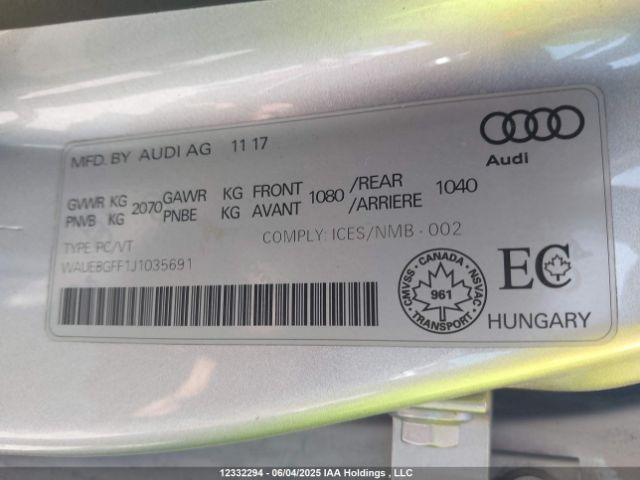 MFD. BY AUDI AG 11 17
Audi
GVWR KG 2070 GAWR KG FRONT 1080 /REAR 1040
PNVB KG PNBE KG AVANT /ARRIERE
COMPLY: ICES/NMB - 002
TYPE PC/VT
WAUEBGFF1J1035691
CMVSS · CANADA · NSVAC
961
TRANSPORT
EC
HUNGARY
12332294 - 06/04/2025 IAA Holdings , LLC